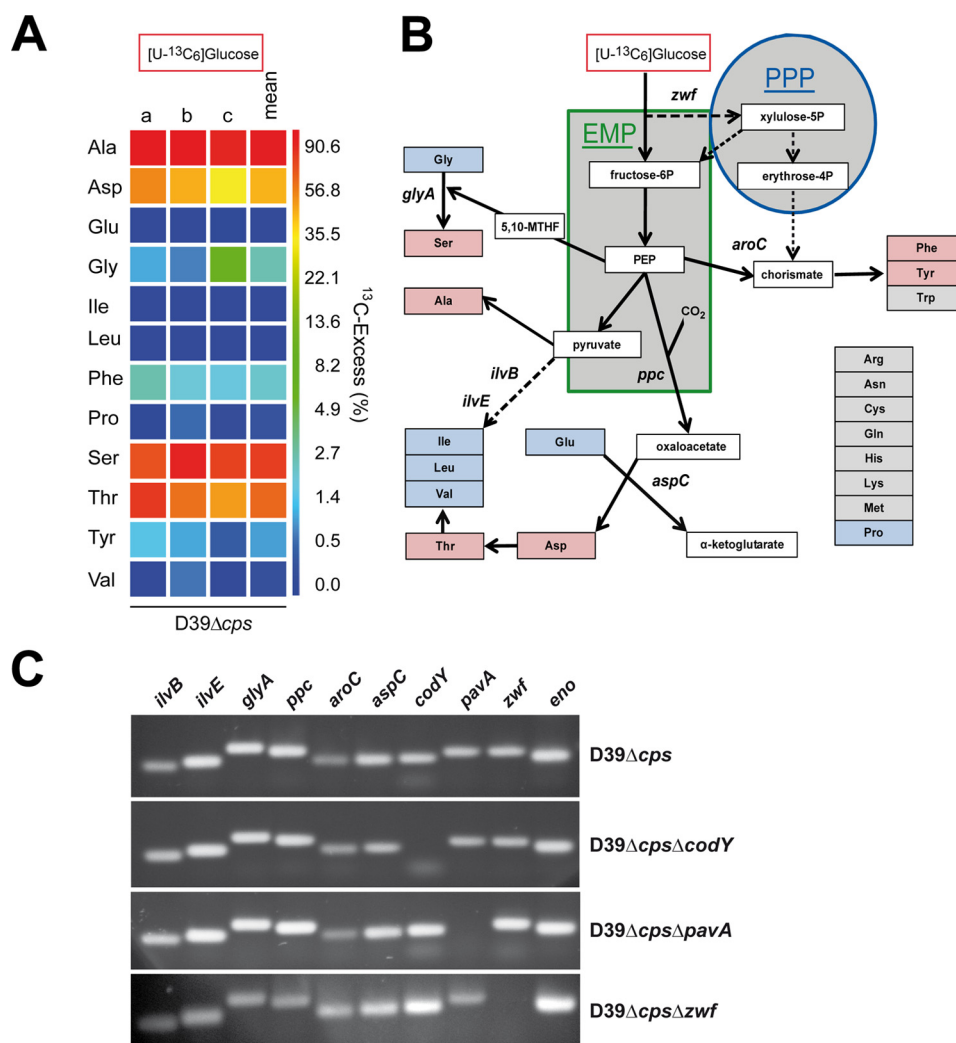 A
[U-¹³C₆]Glucose
a b c mean
Ala
Asp
Glu
Gly
Ile
Leu
Phe
Pro
Ser
Thr
Tyr
Val
90.6
56.8
35.5
22.1
13.6
8.2
4.9
2.7
1.4
0.5
0.0
¹³C-Excess (%)
D39Δcps
B
[U-¹³C₆]Glucose
PPP
zwf
xylulose-5P
EMP
Gly
fructose-6P
erythrose-4P
glyA
5,10-MTHF
aroC
Ser
PEP
chorismate
Phe
Tyr
Trp
Ala
CO₂
pyruvate
ilvB
ppc
ilvE
Arg
Asn
Cys
Gln
His
Lys
Met
Pro
Ile
Leu
Val
Glu
oxaloacetate
aspC
Thr
Asp
α-ketoglutarate
C
ilvB ilvE glyA ppc aroC aspC codY pavA zwf eno
D39Δcps
D39ΔcpsΔcodY
D39ΔcpsΔpavA
D39ΔcpsΔzwf